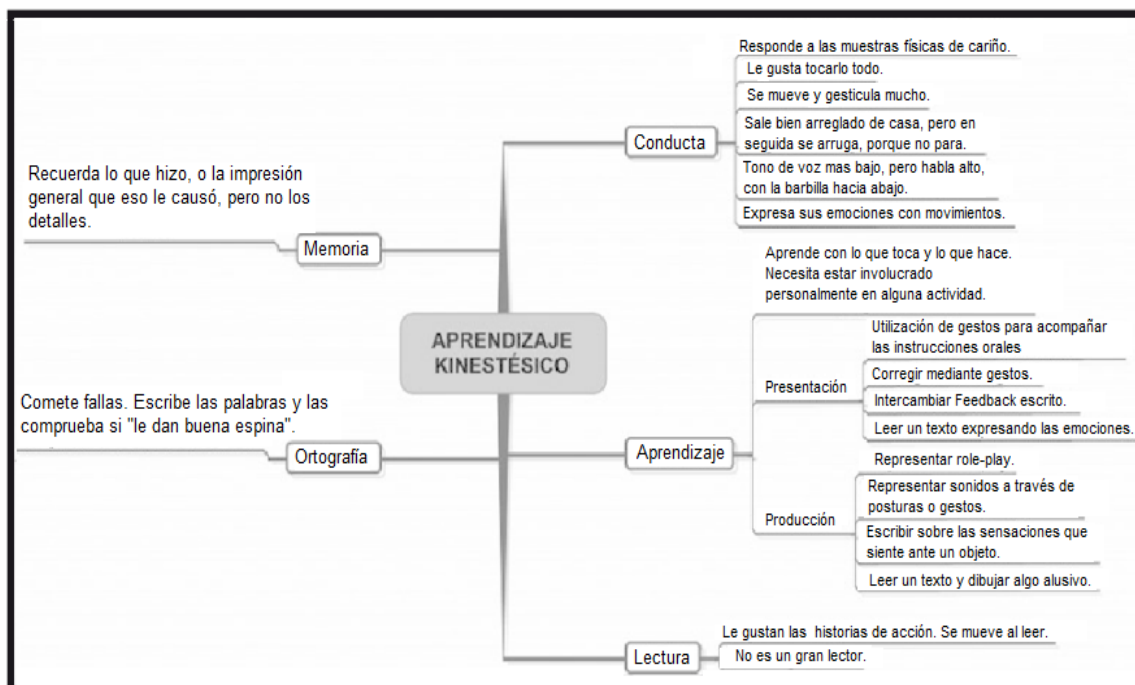 APRENDIZAJE
KINESTÉSICO
Memoria
Recuerda lo que hizo, o la impresión
general que eso le causó, pero no los
detalles.
Ortografía
Comete fallas. Escribe las palabras y las
comprueba si "le dan buena espina".
Conducta
Responde a las muestras físicas de cariño.
Le gusta tocarlo todo.
Se mueve y gesticula mucho.
Sale bien arreglado de casa, pero en
seguida se arruga, porque no para.
Tono de voz mas bajo, pero habla alto,
con la barbilla hacia abajo.
Expresa sus emociones con movimientos.
Aprendizaje
Aprende con lo que toca y lo que hace.
Necesita estar involucrado
personalmente en alguna actividad.
Presentación
Utilización de gestos para acompañar
las instrucciones orales
Corregir mediante gestos.
Intercambiar Feedback escrito.
Leer un texto expresando las emociones.
Producción
Representar role-play.
Representar sonidos a través de
posturas o gestos.
Escribir sobre las sensaciones que
siente ante un objeto.
Leer un texto y dibujar algo alusivo.
Lectura
Le gustan las historias de acción. Se mueve al leer.
No es un gran lector.